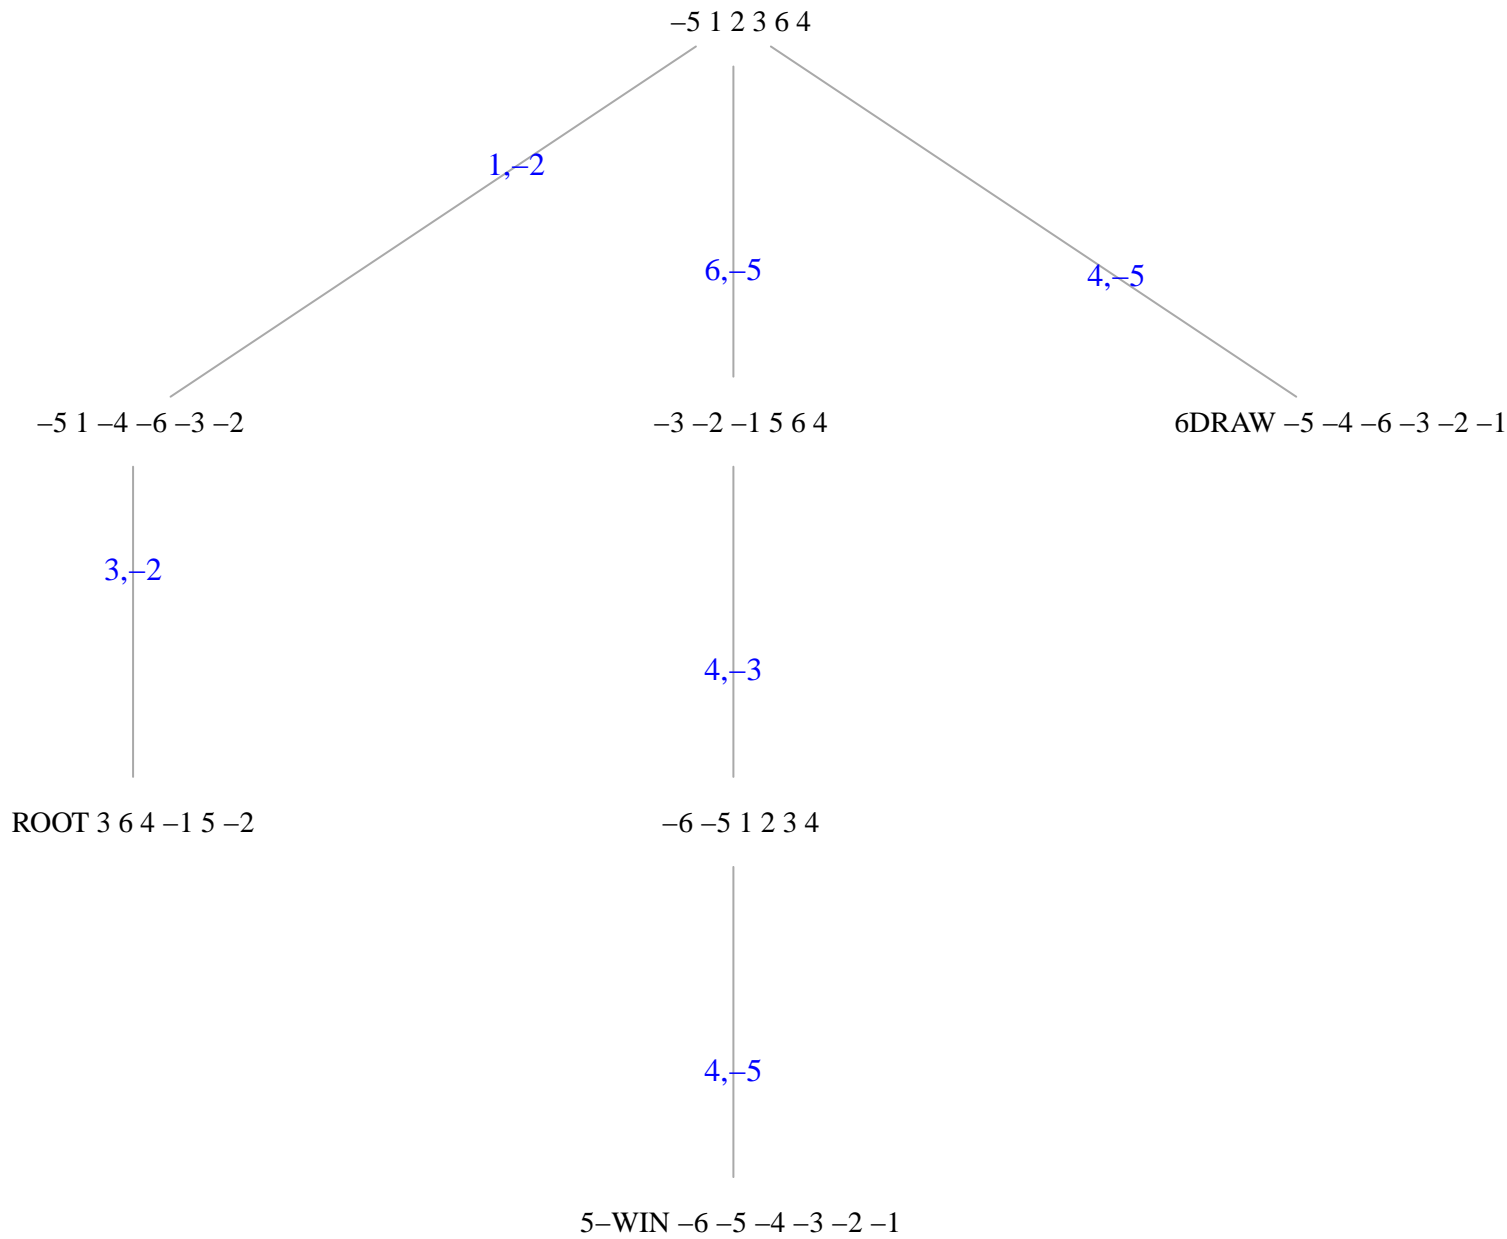 –5 1 2 3 6 4
1,–2
6,–5
4,–5
–5 1 –4 –6 –3 –2
–3 –2 –1 5 6 4
6DRAW –5 –4 –6 –3 –2 –1
3,–2
4,–3
ROOT 3 6 4 –1 5 –2
–6 –5 1 2 3 4
4,–5
5–WIN –6 –5 –4 –3 –2 –1